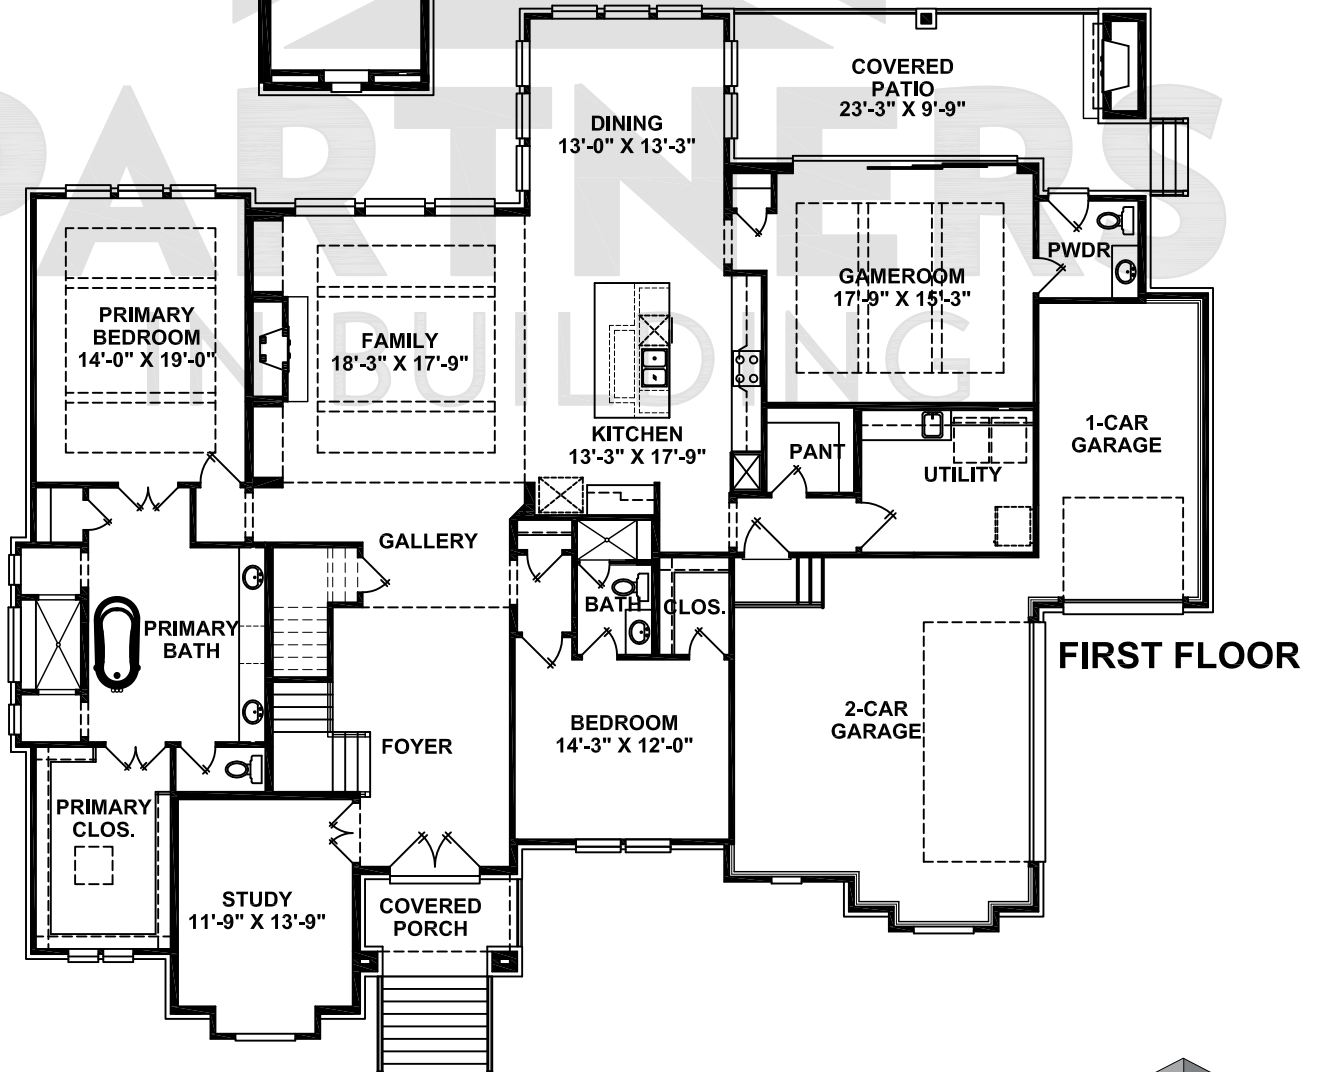 PARTNERS
IN BUILDING
COVERED
PATIO
23'-3" X 9'-9"
DINING
13'-0" X 13'-3"
PWDR
GAMEROOM
17'-9" X 15'-3"
PRIMARY
BEDROOM
14'-0" X 19'-0"
FAMILY
18'-3" X 17'-9"
KITCHEN
13'-3" X 17'-9"
1-CAR
GARAGE
PANT
UTILITY
GALLERY
BATH
CLOS.
PRIMARY
BATH
FIRST FLOOR
BEDROOM
14'-3" X 12'-0"
2-CAR
GARAGE
FOYER
PRIMARY
CLOS.
STUDY
11'-9" X 13'-9"
COVERED
PORCH